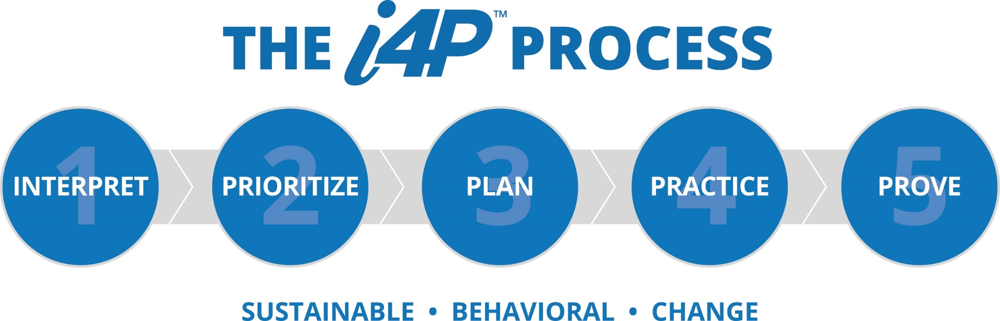 THE i4P™ PROCESS
1 INTERPRET
2 PRIORITIZE
3 PLAN
4 PRACTICE
5 PROVE
SUSTAINABLE • BEHAVIORAL • CHANGE